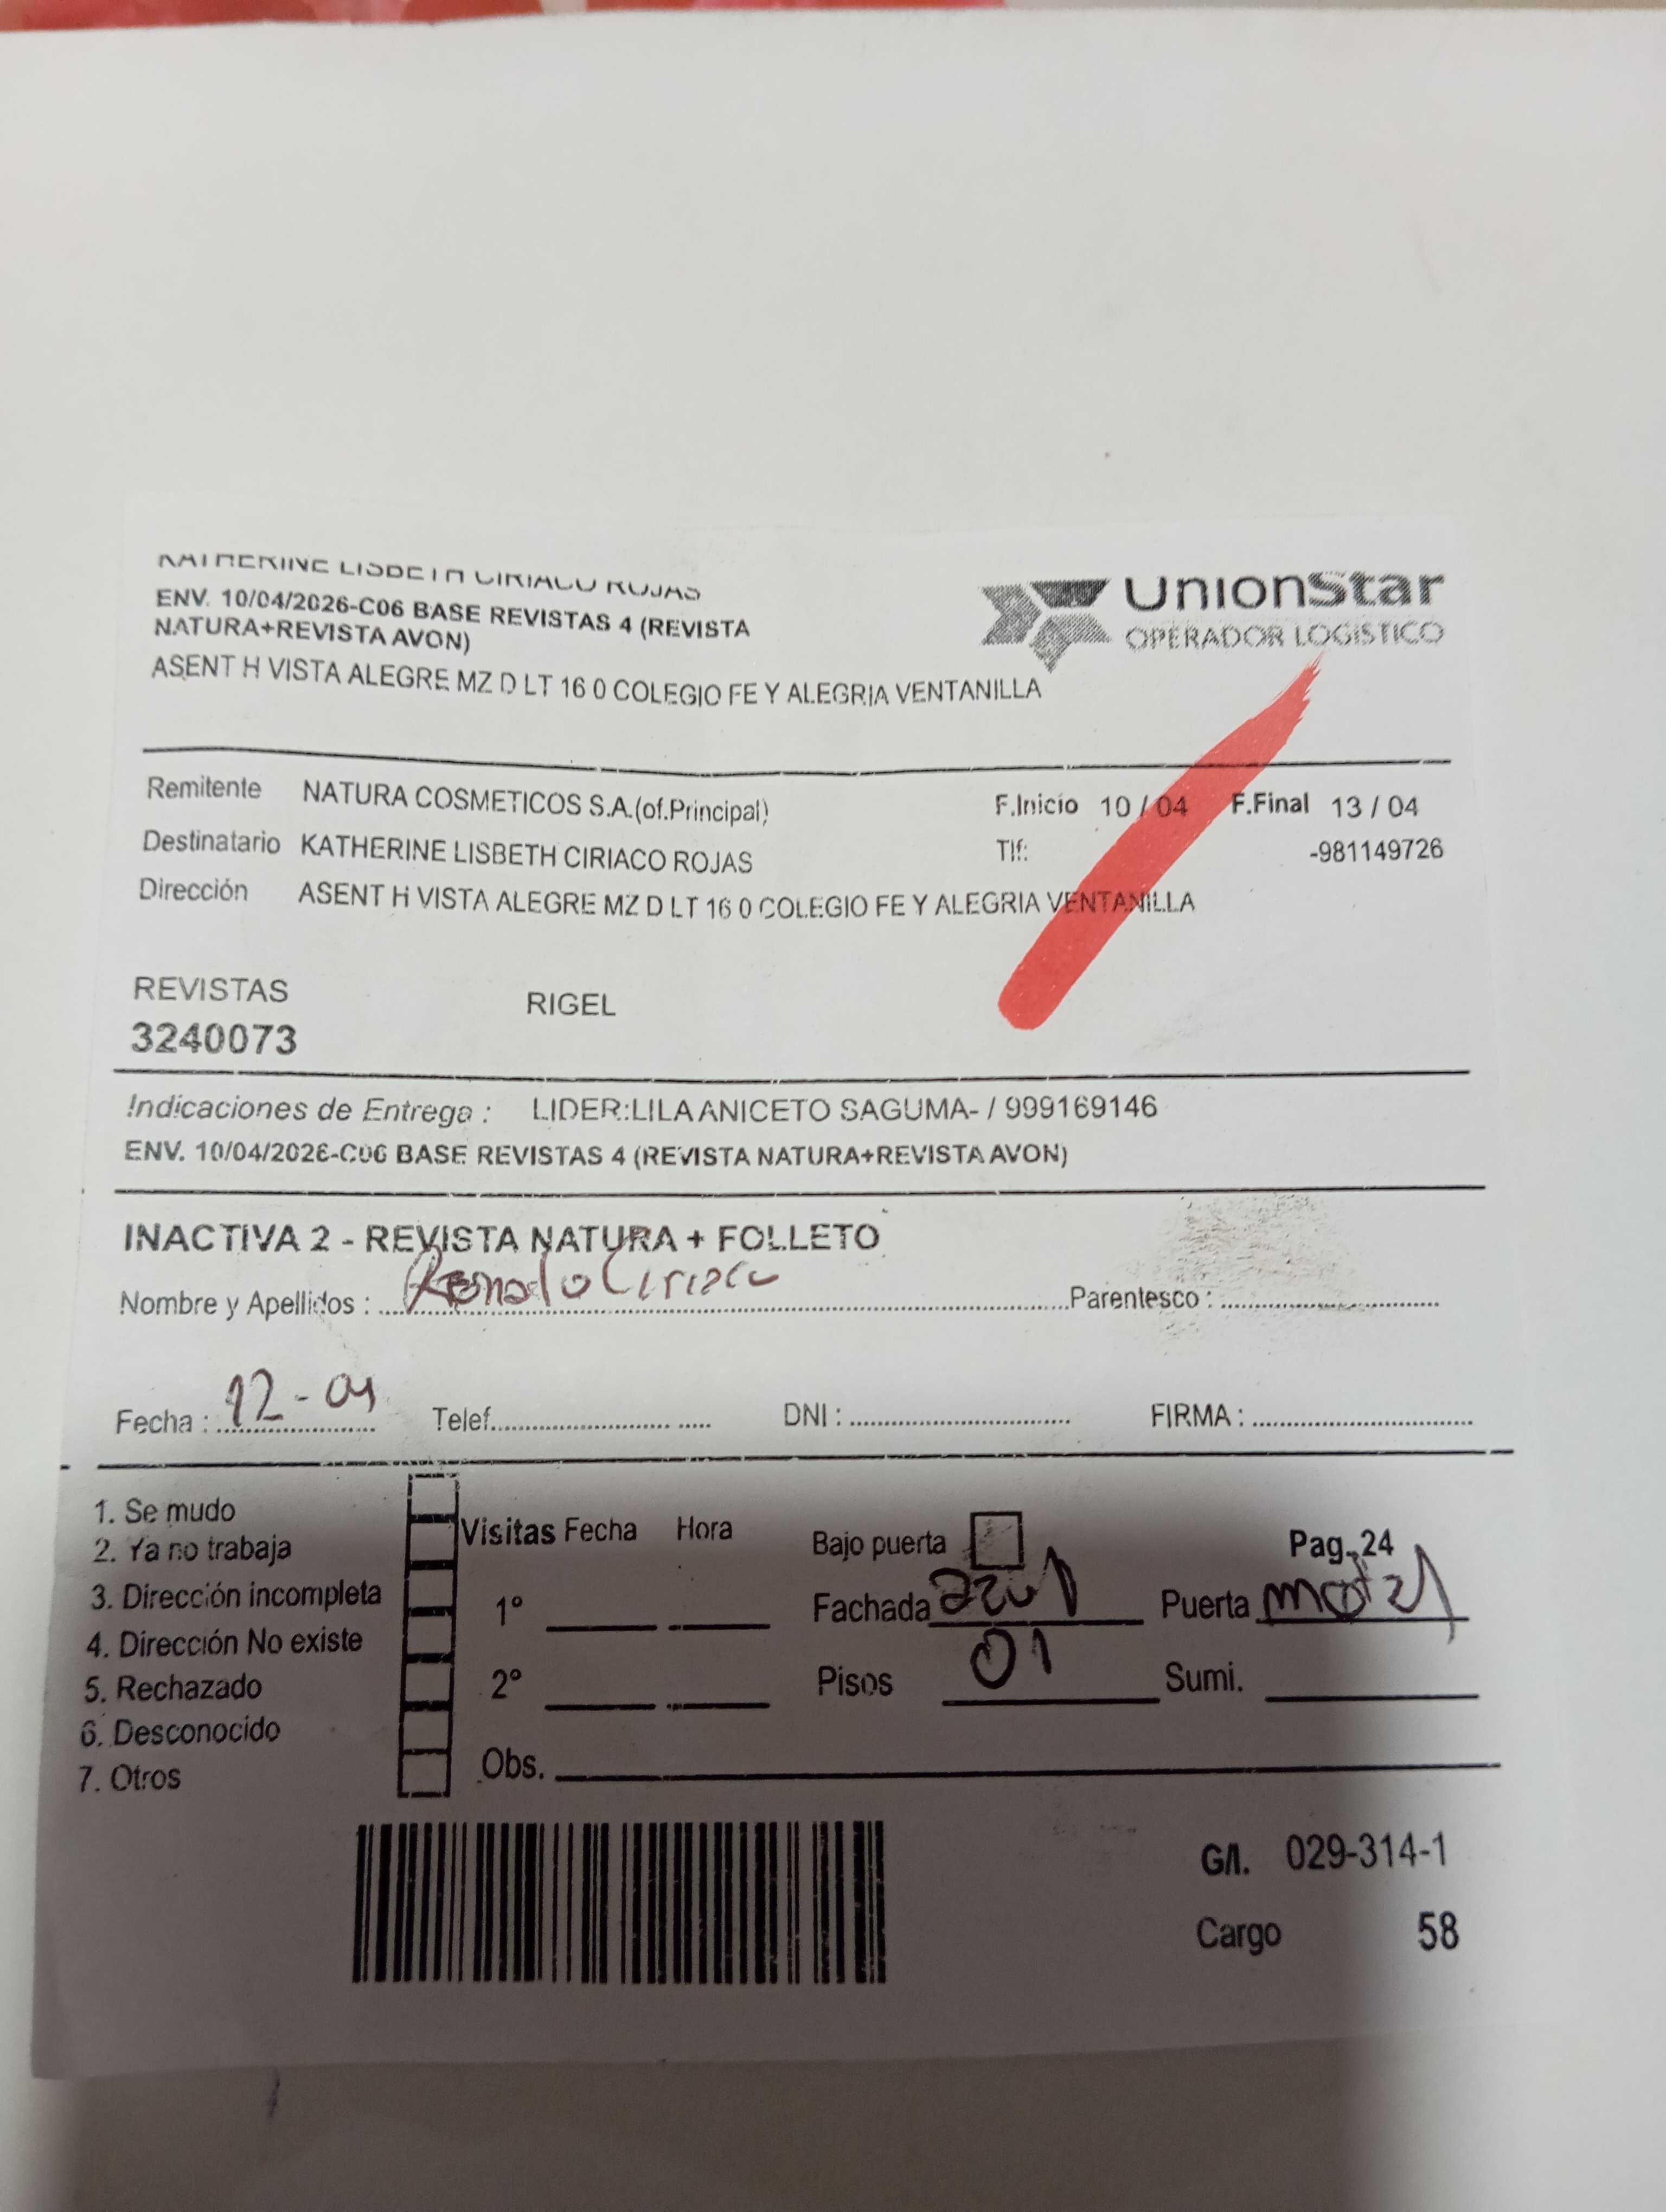 KATHERINE LISBETH CIRIACO ROJAS
UnionStar
OPERADOR LOGÍSTICO
ENV. 10/04/2026-C06 BASE REVISTAS 4 (REVISTA
NATURA+REVISTA AVON)
ASENT H VISTA ALEGRE MZ D LT 16 0 COLEGIO FE Y ALEGRIA VENTANILLA
Remitente NATURA COSMETICOS S.A.(of.Principal) F.Inicio 10 / 04 F.Final 13 / 04
Destinatario KATHERINE LISBETH CIRIACO ROJAS Tlf: -981149726
Dirección ASENT H VISTA ALEGRE MZ D LT 16 0 COLEGIO FE Y ALEGRIA VENTANILLA
REVISTAS RIGEL
3240073
Indicaciones de Entrega : LIDER:LILA ANICETO SAGUMA- / 999169146
ENV. 10/04/2026-C06 BASE REVISTAS 4 (REVISTA NATURA+REVISTA AVON)
INACTIVA 2 - REVISTA NATURA + FOLLETO
Nombre y Apellidos : Ciriaco Parentesco :
Fecha : 12-04 Telef. DNI : FIRMA :
1. Se mudo
2. Ya no trabaja
3. Dirección incompleta
4. Dirección No existe
5. Rechazado
6. Desconocido
7. Otros
Visitas Fecha Hora
1°
2°
Obs.
Bajo puerta Pag. 24
Fachada azul Puerta metal
Pisos 01 Sumi.
G/I. 029-314-1
Cargo 58